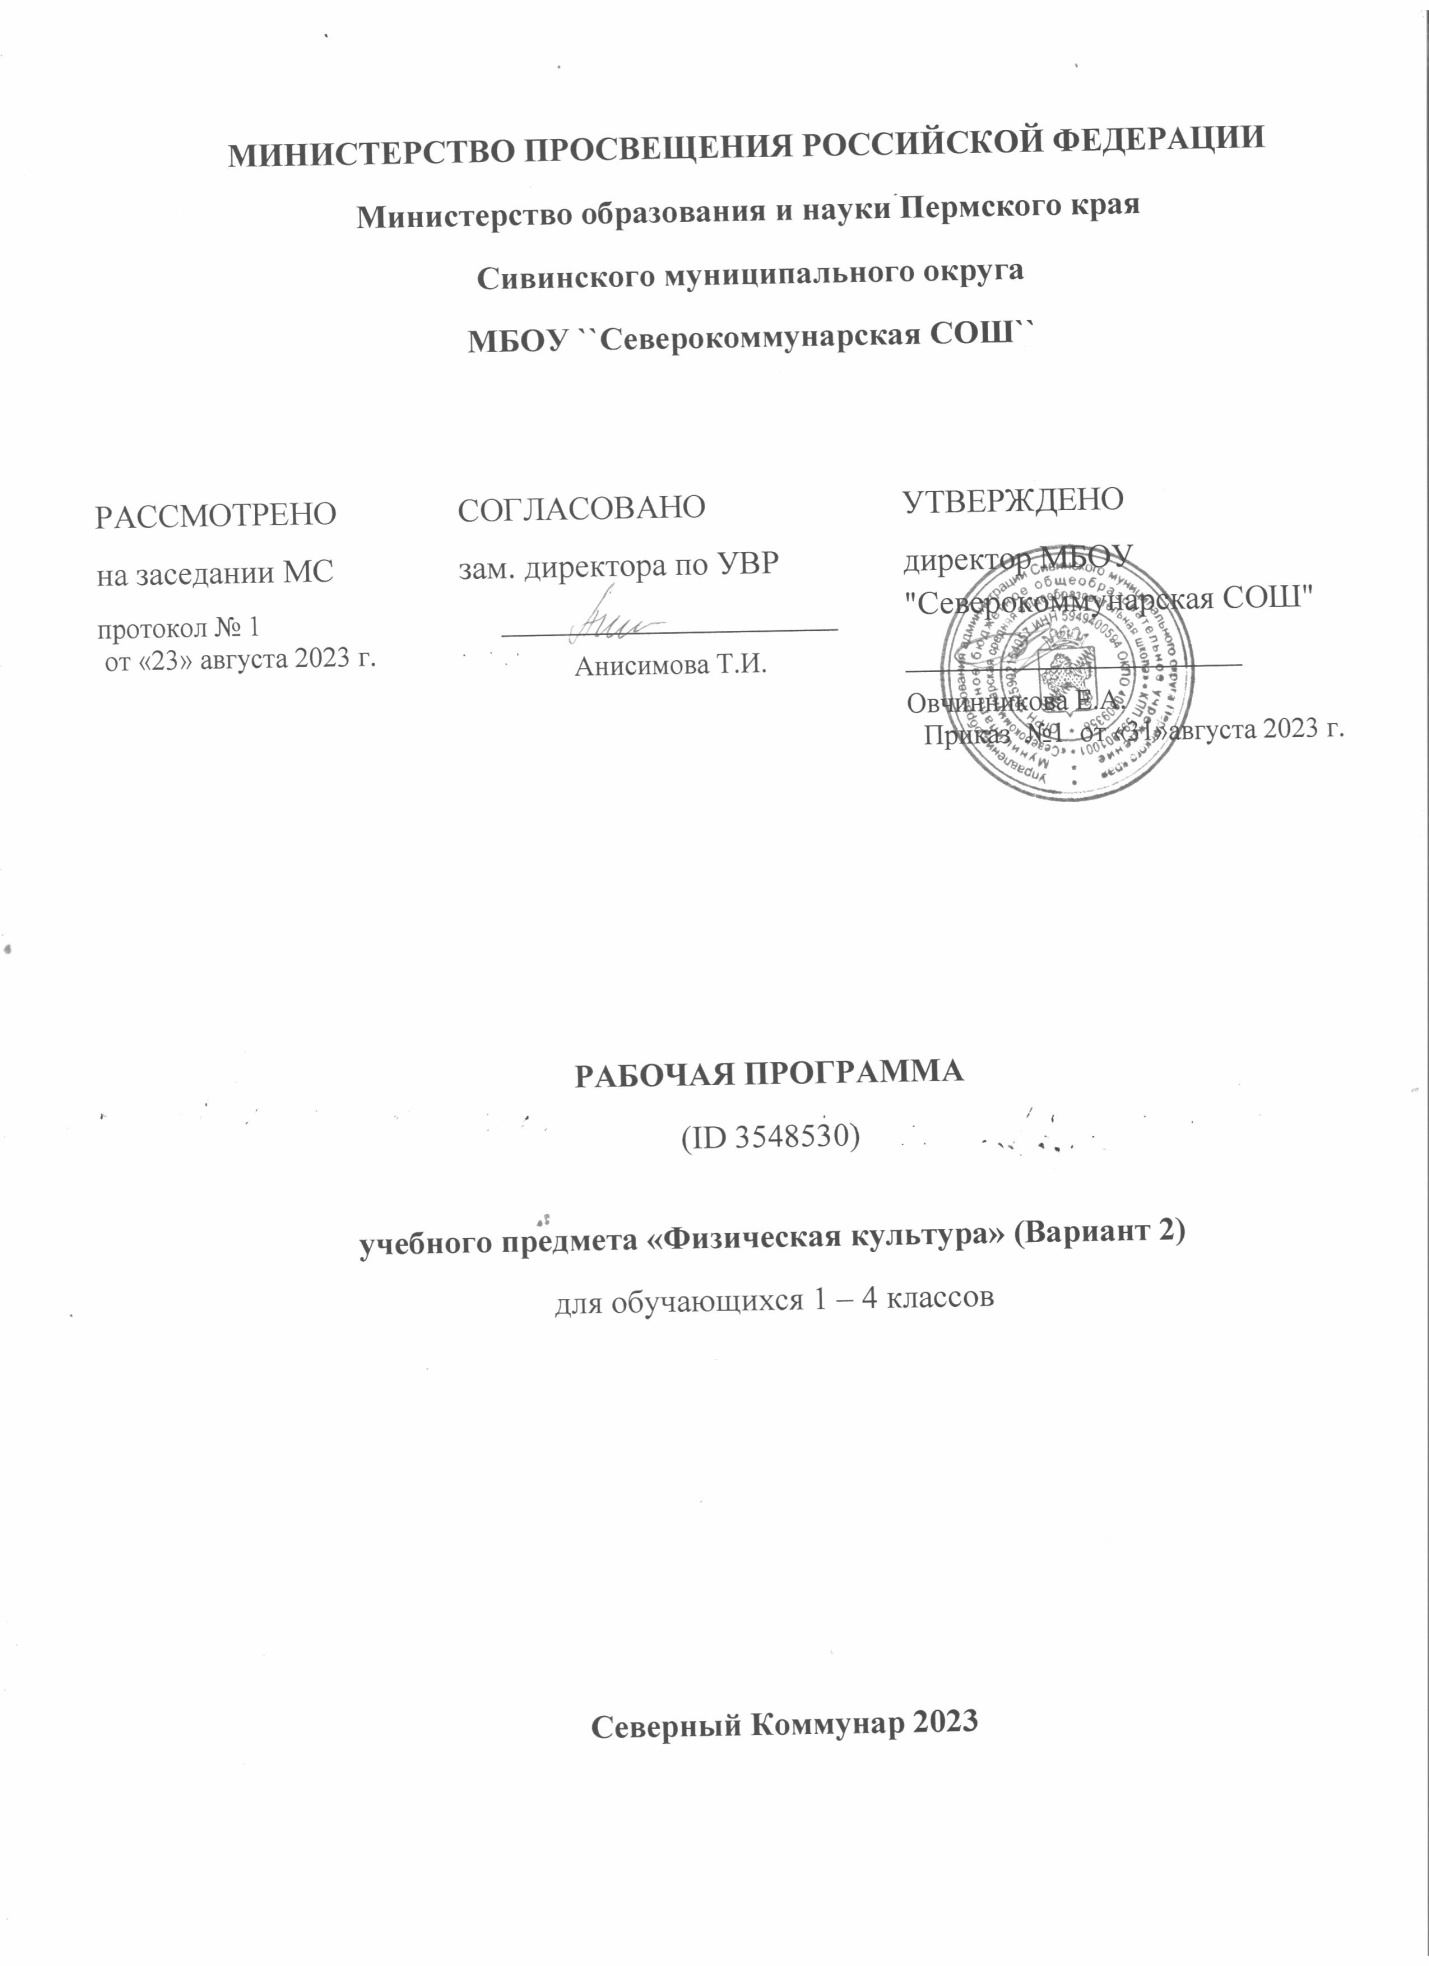 МИНИСТЕРСТВО ПРОСВЕЩЕНИЯ РОССИЙСКОЙ ФЕДЕРАЦИИ
Министерство образования и науки Пермского края
Сивинского муниципального округа
МБОУ ``Северокоммунарская СОШ``
РАССМОТРЕНО
на заседании МС
протокол № 1
от «23» августа 2023 г.
СОГЛАСОВАНО
зам. директора по УВР
Анисимова Т.И.
УТВЕРЖДЕНО
директор МБОУ
"Северокоммунарская СОШ"
Овчинникова Е.А.
Приказ №1 от «31»августа 2023 г.
РАБОЧАЯ ПРОГРАММА
(ID 3548530)
учебного предмета «Физическая культура» (Вариант 2)
для обучающихся 1 – 4 классов
Северный Коммунар 2023